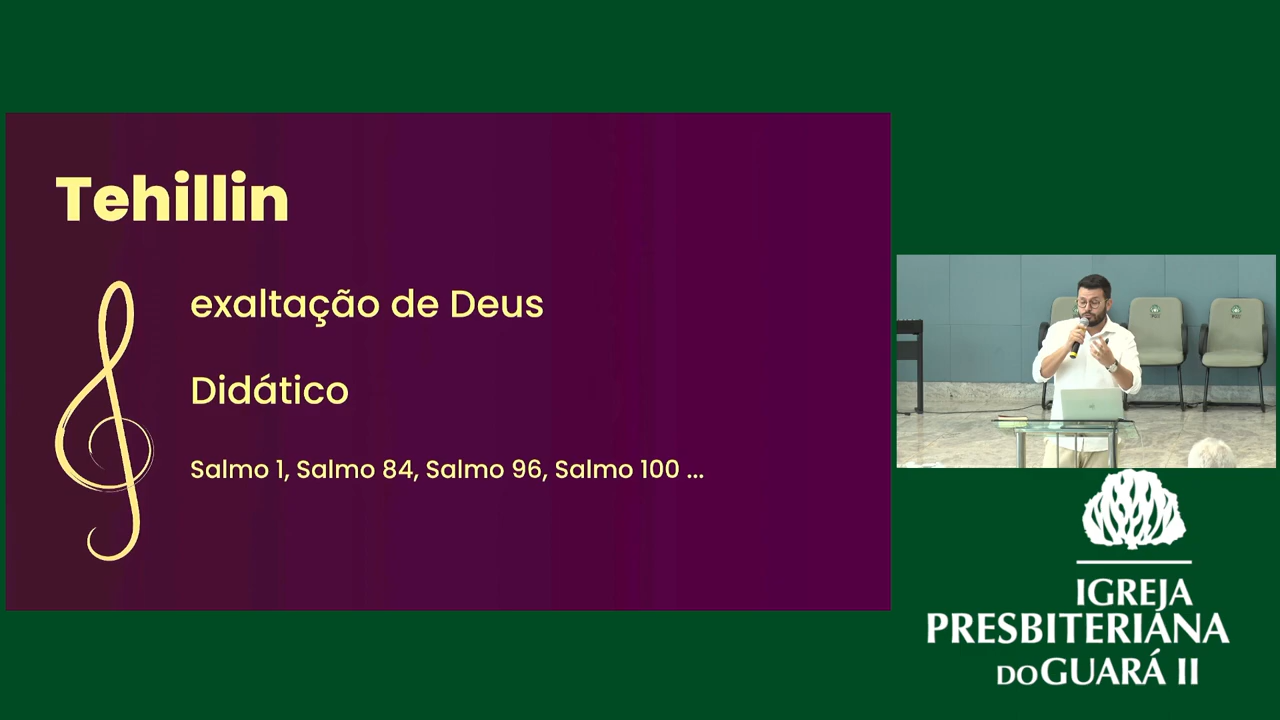 Tehillin
exaltação de Deus
Didático
Salmo 1, Salmo 84, Salmo 96, Salmo 100 ...
IGREJA
PRESBITERIANA
DO GUARÁ II